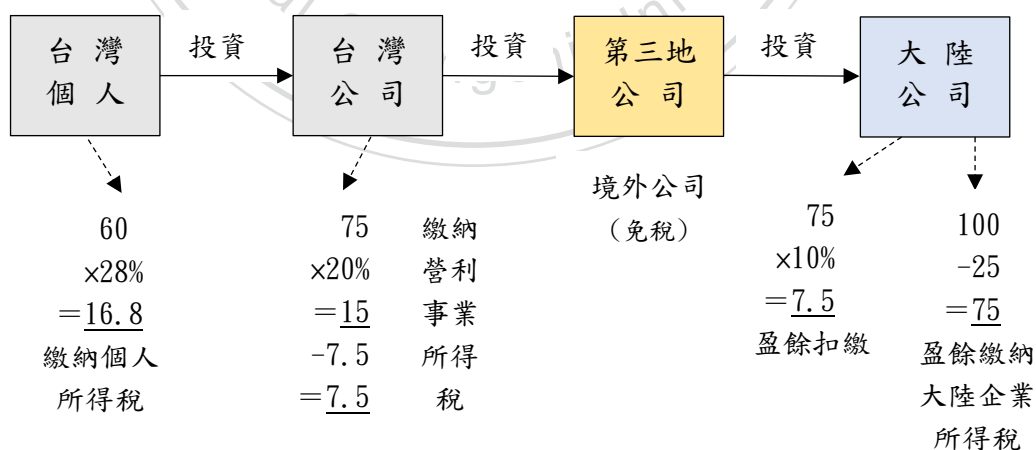 台灣
個人
投資
台灣
公司
投資
第三地
公司
投資
大陸
公司
60
×28%
＝16.8
繳納個人
所得稅
75
×20%
＝15
-7.5
＝7.5
繳納
營利
事業
所得
稅
境外公司
（免稅）
75
×10%
＝7.5
盈餘扣繳
100
-25
＝75
盈餘繳納
大陸企業
所得稅